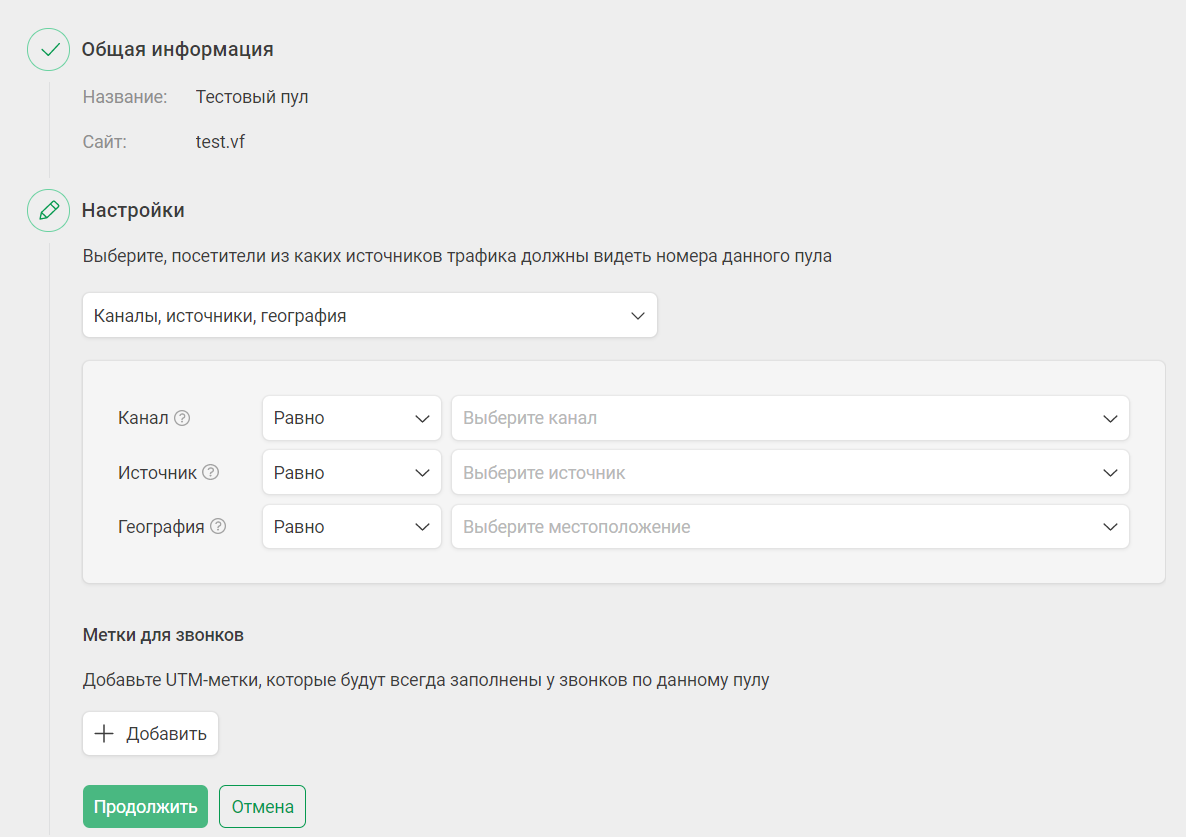 Общая информация
Название: Тестовый пул
Сайт: test.vf
Настройки
Выберите, посетители из каких источников трафика должны видеть номера данного пула
Каналы, источники, география
Канал ? Равно Выберите канал
Источник ? Равно Выберите источник
География ? Равно Выберите местоположение
Метки для звонков
Добавьте UTM-метки, которые будут всегда заполнены у звонков по данному пулу
+ Добавить
Продолжить Отмена